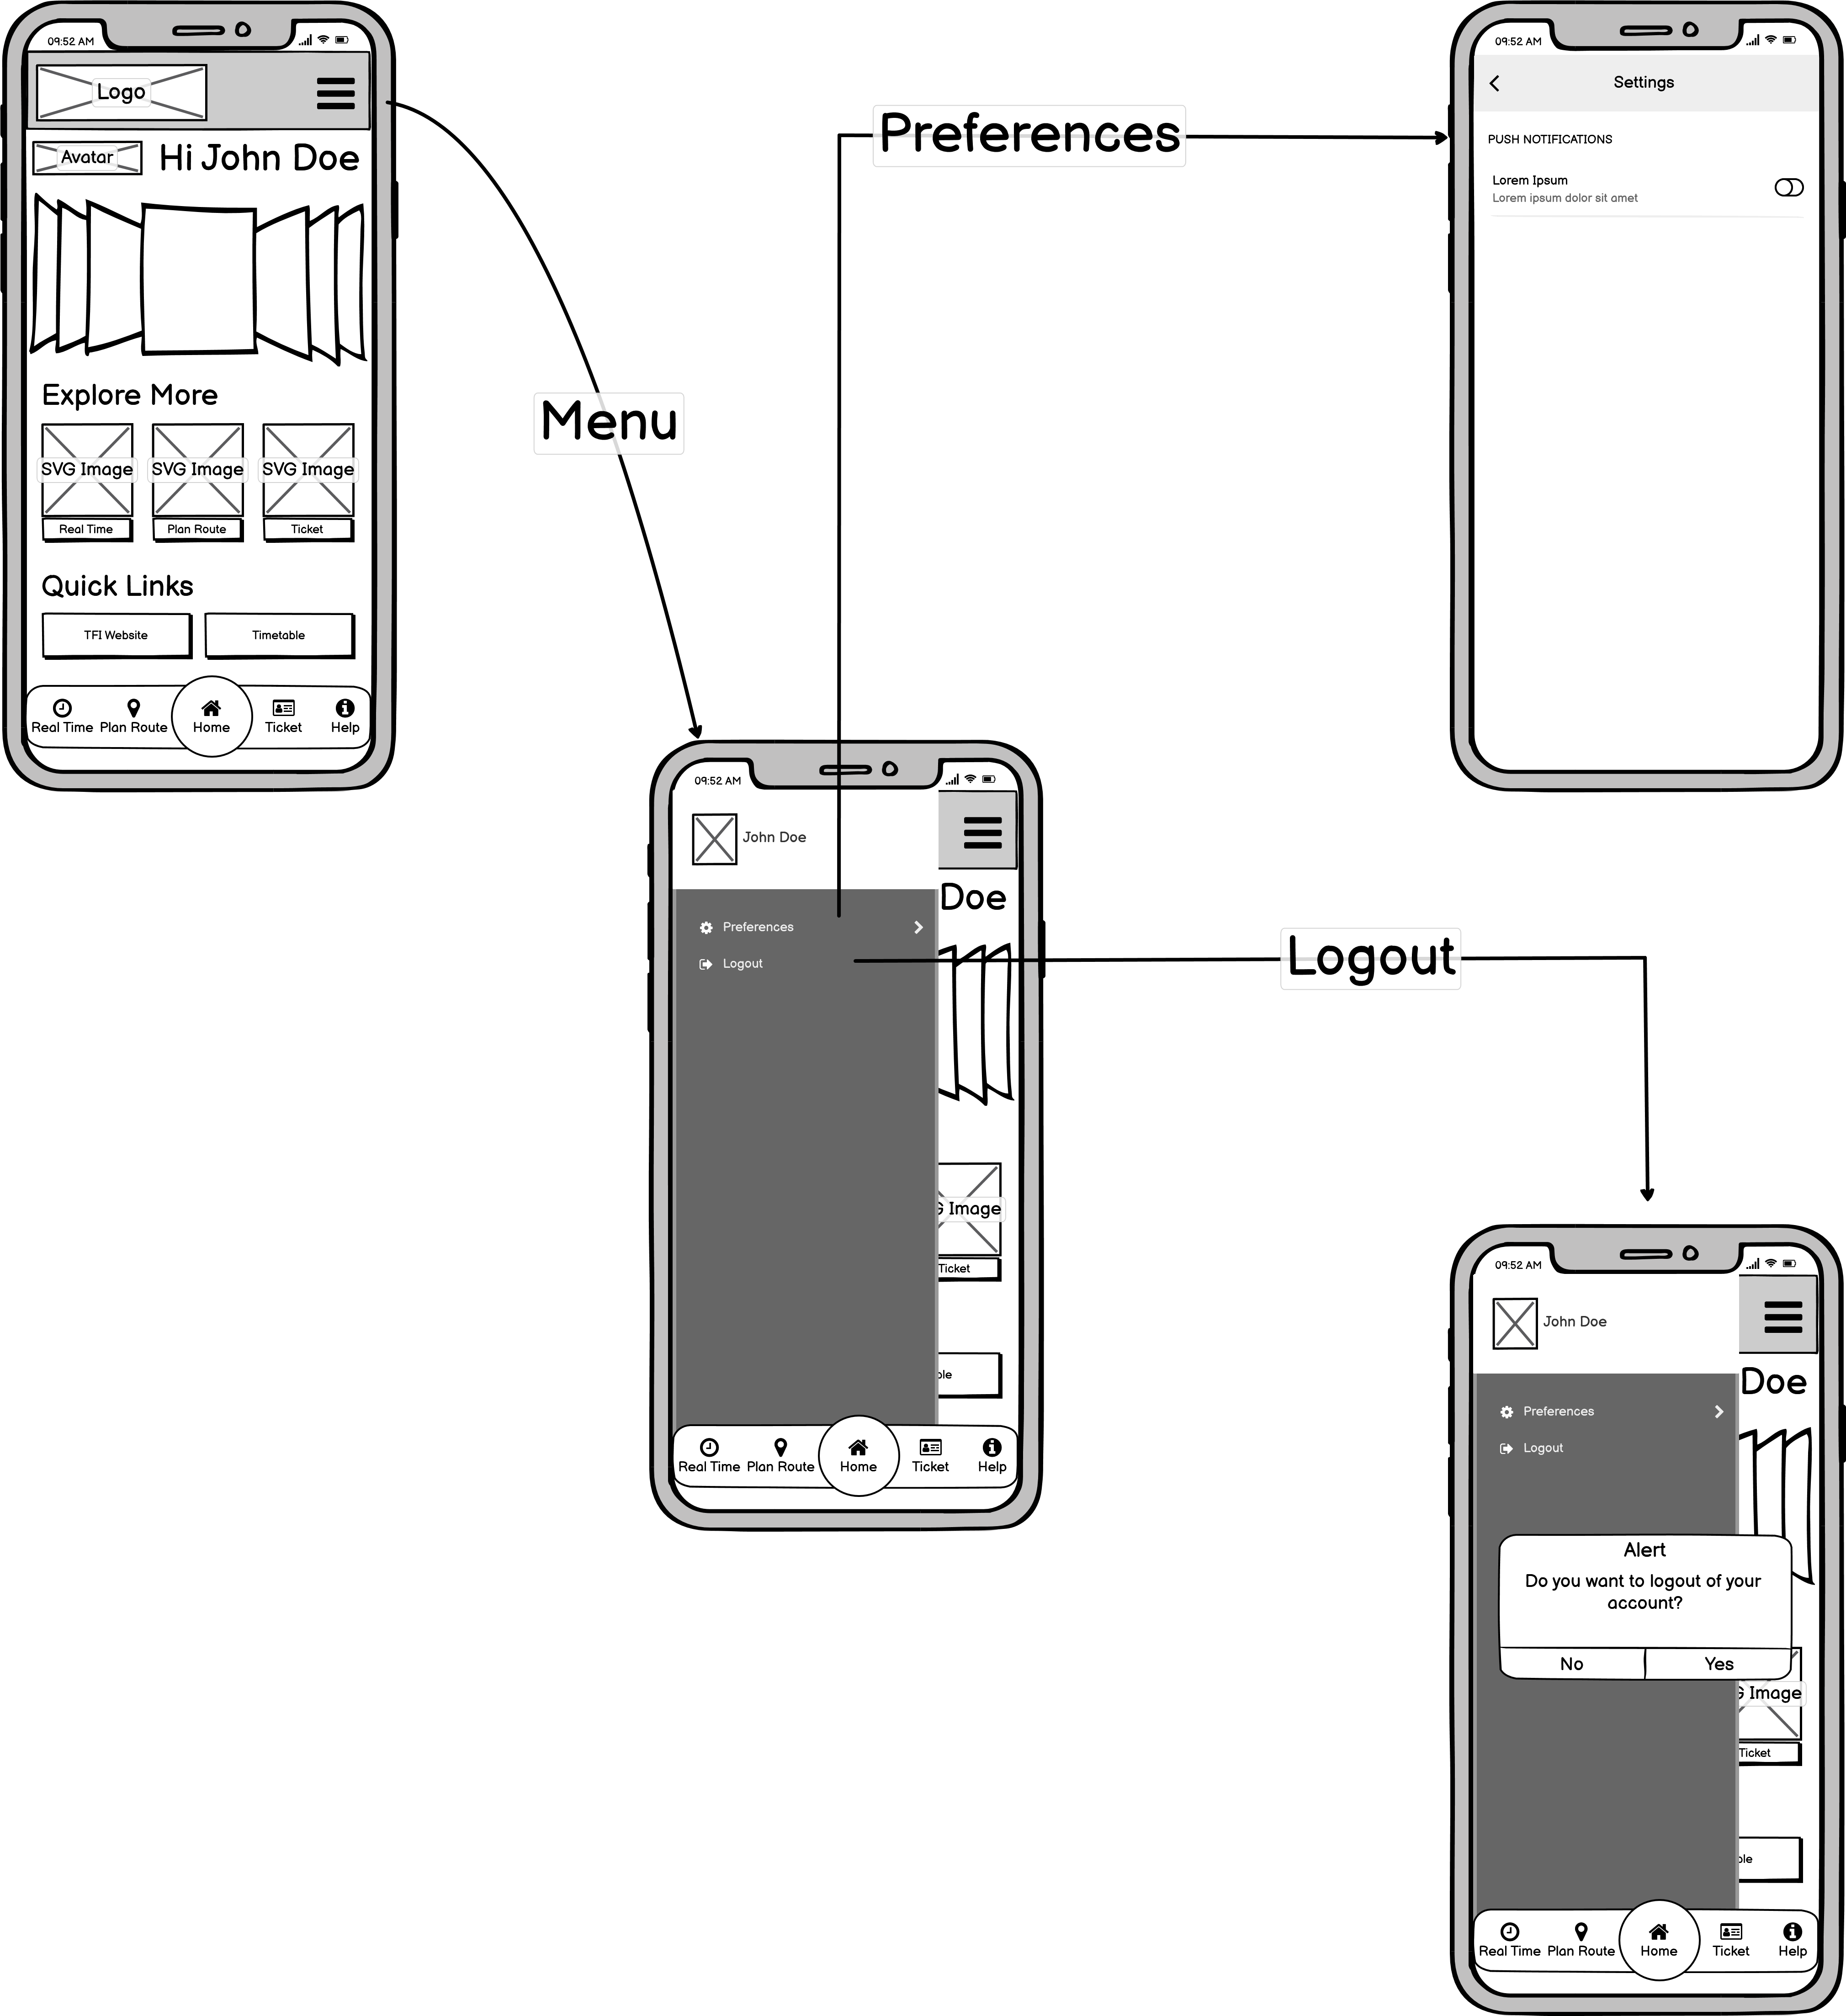 09:52 AM
Logo
Avatar
Hi John Doe
Explore More
SVG Image SVG Image SVG Image
Real Time Plan Route Ticket
Quick Links
TFI Website Timetable
Real Time Plan Route Home Ticket Help
Menu
Preferences
09:52 AM
Settings
PUSH NOTIFICATIONS
Lorem Ipsum
Lorem ipsum dolor sit amet
09:52 AM
John Doe
Doe
Preferences
Logout
G Image
Ticket
ble
Real Time Plan Route Home Ticket Help
Logout
09:52 AM
John Doe
Doe
Preferences
Logout
Alert
Do you want to logout of your
account?
No Yes
G Image
Ticket
ble
Real Time Plan Route Home Ticket Help